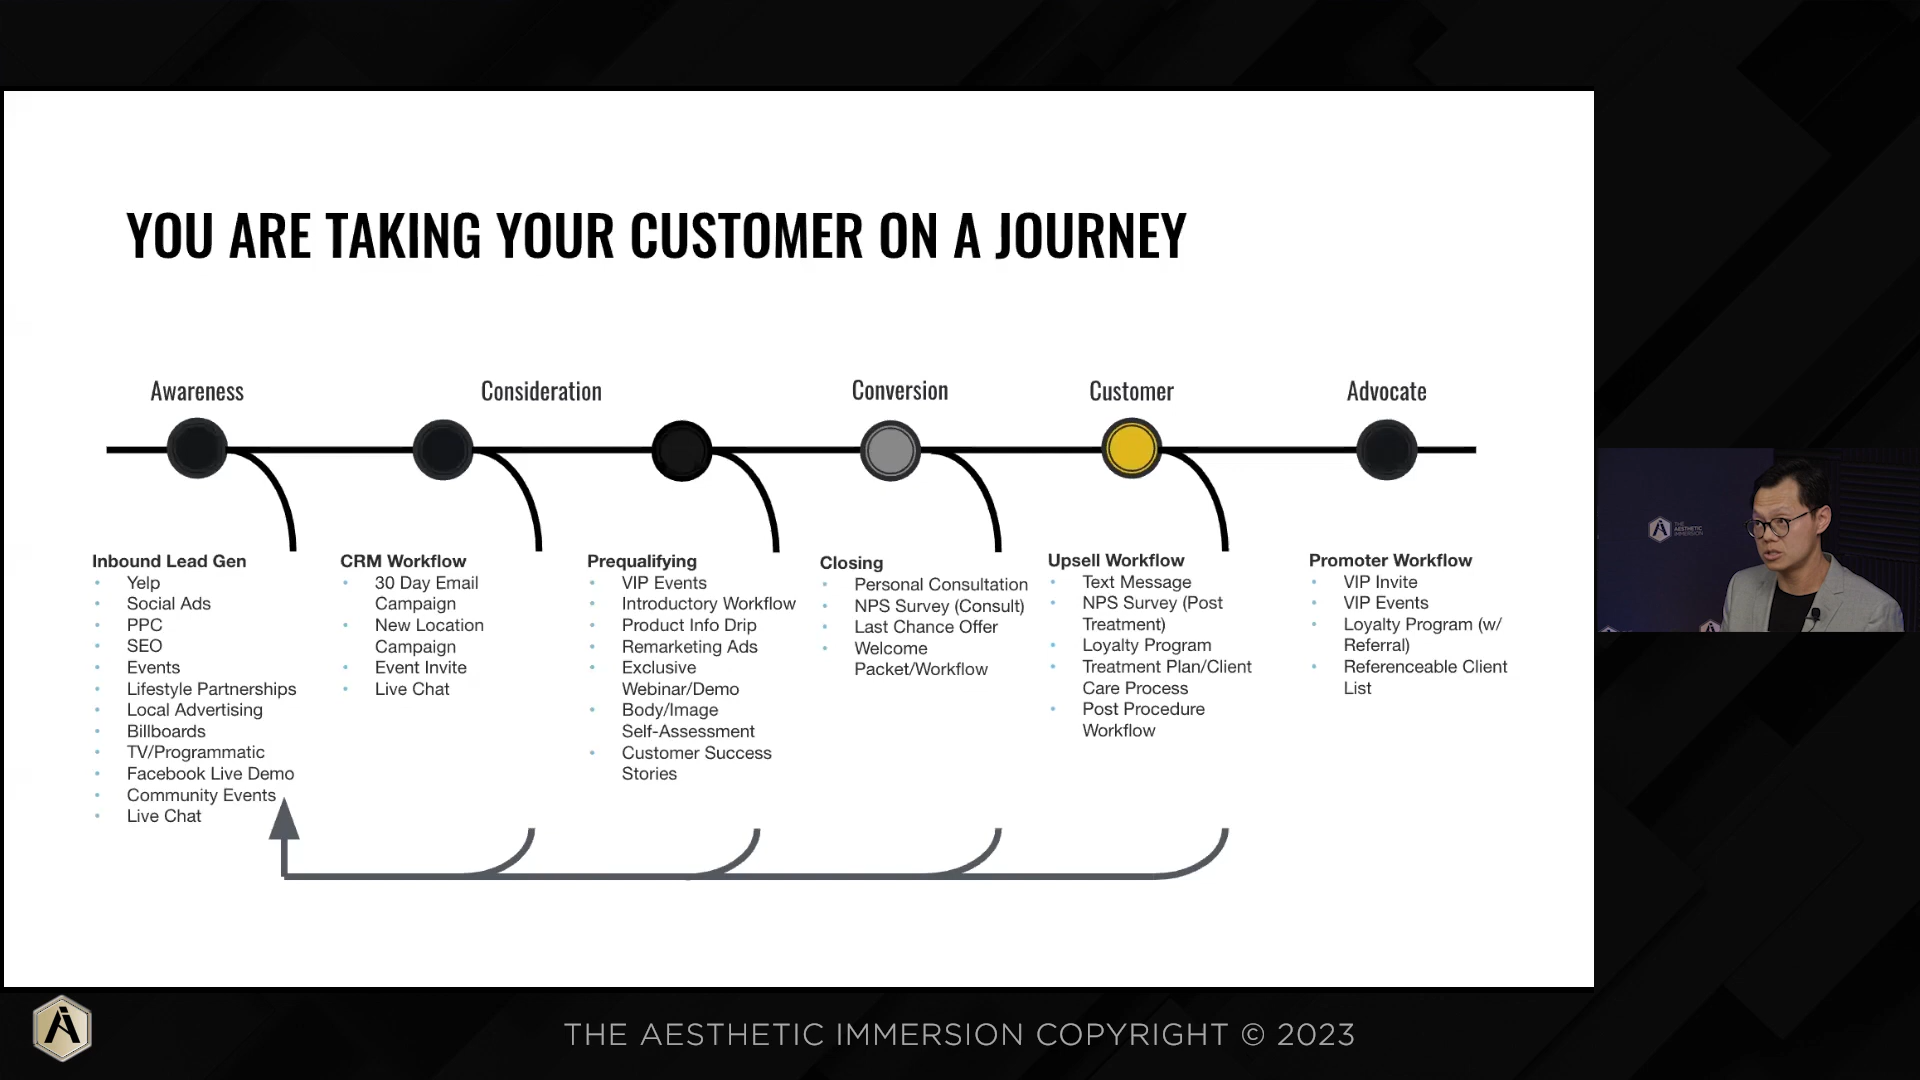 YOU ARE TAKING YOUR CUSTOMER ON A JOURNEY
Awareness
Consideration
Conversion
Customer
Advocate
Inbound Lead Gen
Yelp
Social Ads
PPC
SEO
Events
Lifestyle Partnerships
Local Advertising
Billboards
TV/Programmatic
Facebook Live Demo
Community Events
Live Chat
CRM Workflow
30 Day Email
Campaign
New Location
Campaign
Event Invite
Live Chat
Prequalifying
VIP Events
Introductory Workflow
Product Info Drip
Remarketing Ads
Exclusive
Webinar/Demo
Body/Image
Self-Assessment
Customer Success
Stories
Closing
Personal Consultation
NPS Survey (Consult)
Last Chance Offer
Welcome
Packet/Workflow
Upsell Workflow
Text Message
NPS Survey (Post
Treatment)
Loyalty Program
Treatment Plan/Client
Care Process
Post Procedure
Workflow
Promoter Workflow
VIP Invite
VIP Events
Loyalty Program (w/
Referral)
Referenceable Client
List
THE
AESTHETIC
IMMERSION
THE AESTHETIC IMMERSION COPYRIGHT © 2023